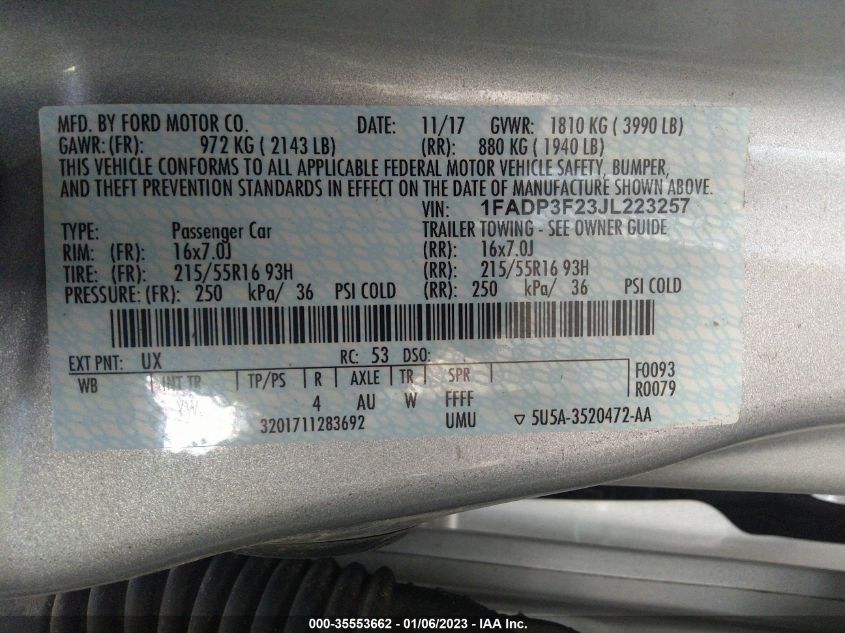 MFD. BY FORD MOTOR CO. DATE: 11/17 GVWR: 1810 KG ( 3990 LB)
GAWR: (FR): 972 KG ( 2143 LB) (RR): 880 KG ( 1940 LB)
THIS VEHICLE CONFORMS TO ALL APPLICABLE FEDERAL MOTOR VEHICLE SAFETY, BUMPER,
AND THEFT PREVENTION STANDARDS IN EFFECT ON THE DATE OF MANUFACTURE SHOWN ABOVE.
VIN: 1FADP3F23JL223257
TYPE: Passenger Car TRAILER TOWING - SEE OWNER GUIDE
RIM: (FR): 16x7.0J (RR): 16x7.0J
TIRE: (FR): 215/55R16 93H (RR): 215/55R16 93H
PRESSURE: (FR): 250 kPa/ 36 PSI COLD (RR): 250 kPa/ 36 PSI COLD
EXT PNT: UX RC: 53 DSO:
WB INT TR TP/PS R AXLE TR SPR F0093
R0079
4 AU W FFFF
3201711283692 UMU ▽ 5U5A-3520472-AA
000-35553662 - 01/06/2023 - IAA Inc.